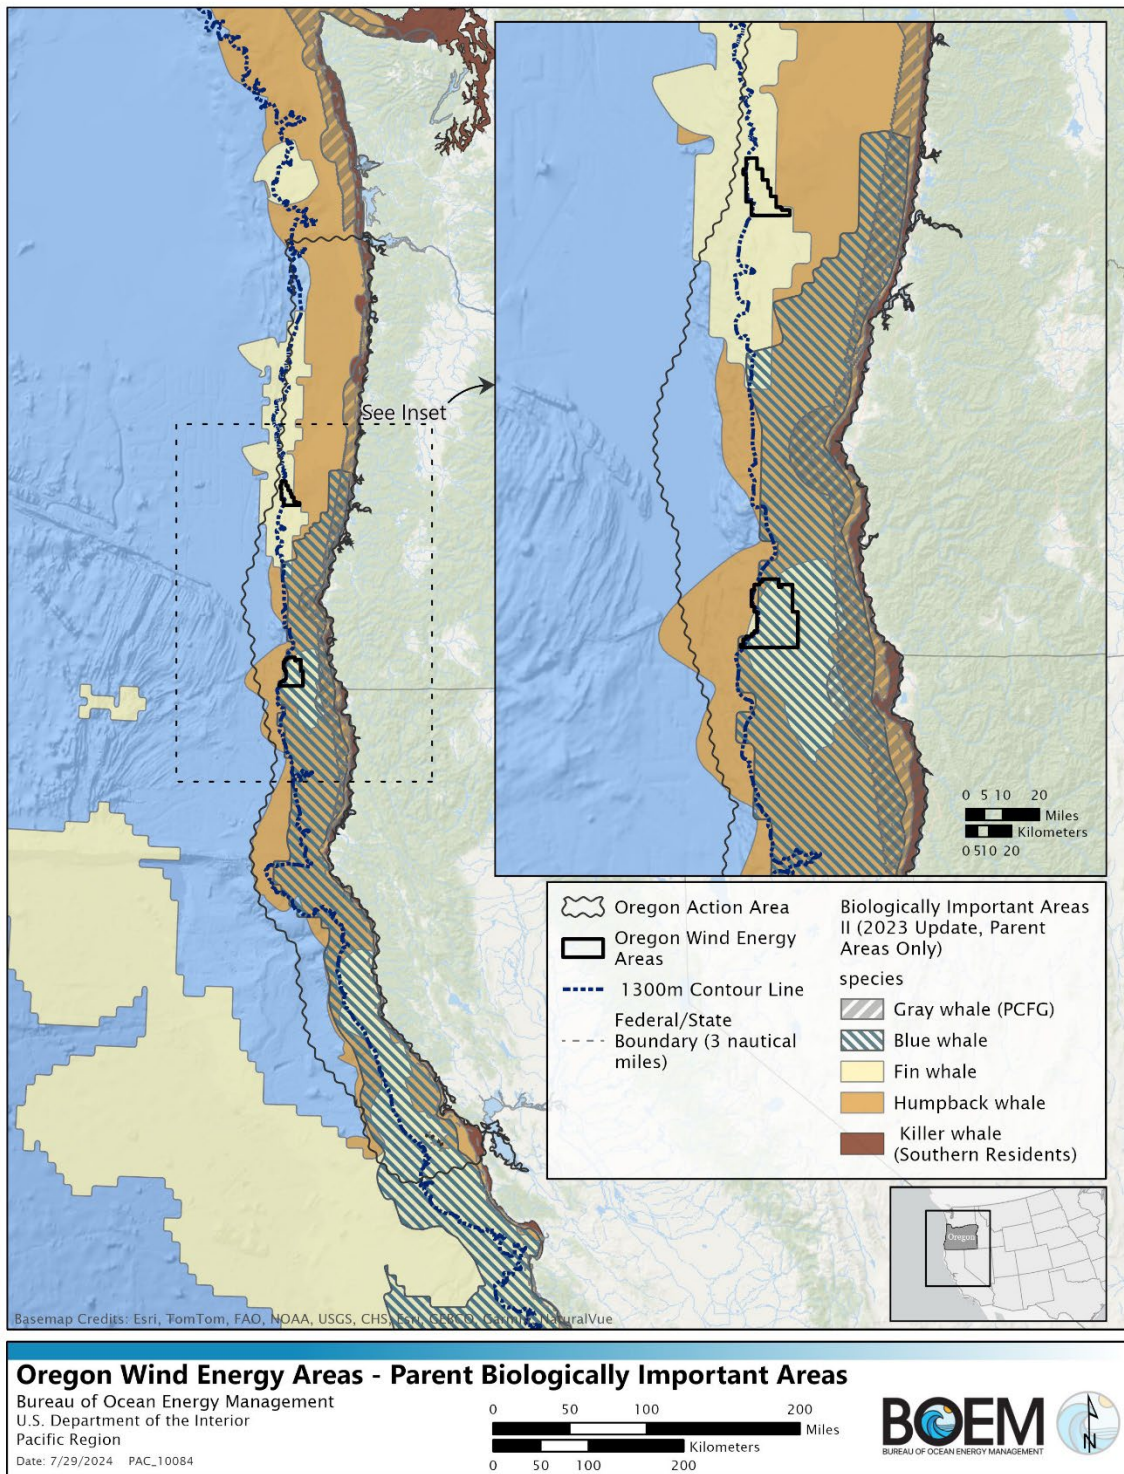 See Inset
0 5 10 20
Miles
Kilometers
0 5 10 20
Oregon Action Area
Oregon Wind Energy
Areas
1300m Contour Line
Federal/State
Boundary (3 nautical
miles)
Biologically Important Areas
II (2023 Update, Parent
Areas Only)
species
Gray whale (PCFG)
Blue whale
Fin whale
Humpback whale
Killer whale
(Southern Residents)
Oregon
Basemap Credits: Esri, TomTom, FAO, NOAA, USGS, CHS, Esri, GEBCO, Garmin, NaturalVue
Oregon Wind Energy Areas - Parent Biologically Important Areas
Bureau of Ocean Energy Management
U.S. Department of the Interior
Pacific Region
Date: 7/29/2024 PAC_10084
0 50 100 200
Miles
Kilometers
0 50 100 200
BOEM
BUREAU OF OCEAN ENERGY MANAGEMENT
N